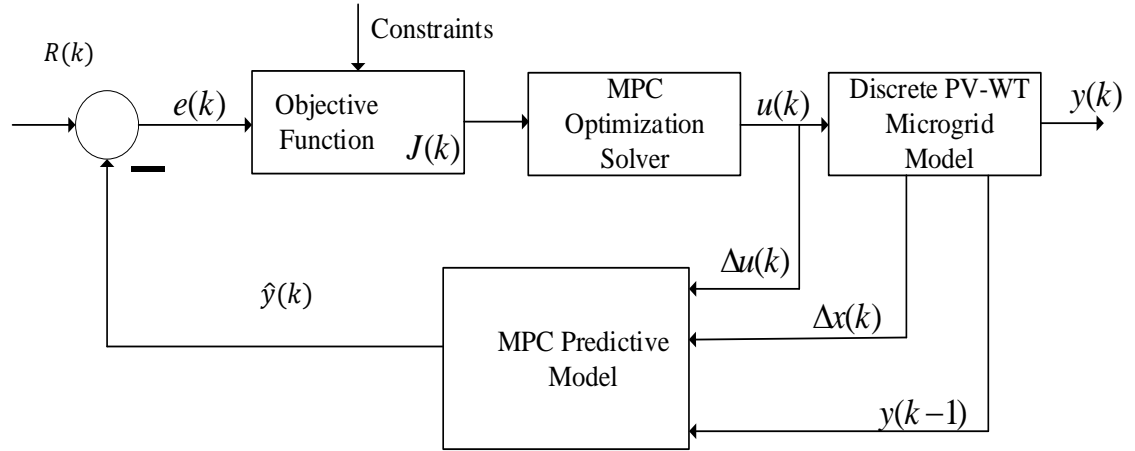 Constraints
R(k)
e(k)
Objective
Function
J(k)
MPC
Optimization
Solver
u(k)
Discrete PV-WT
Microgrid
Model
y(k)
Δu(k)
Δx(k)
y(k−1)
MPC Predictive
Model
ŷ(k)